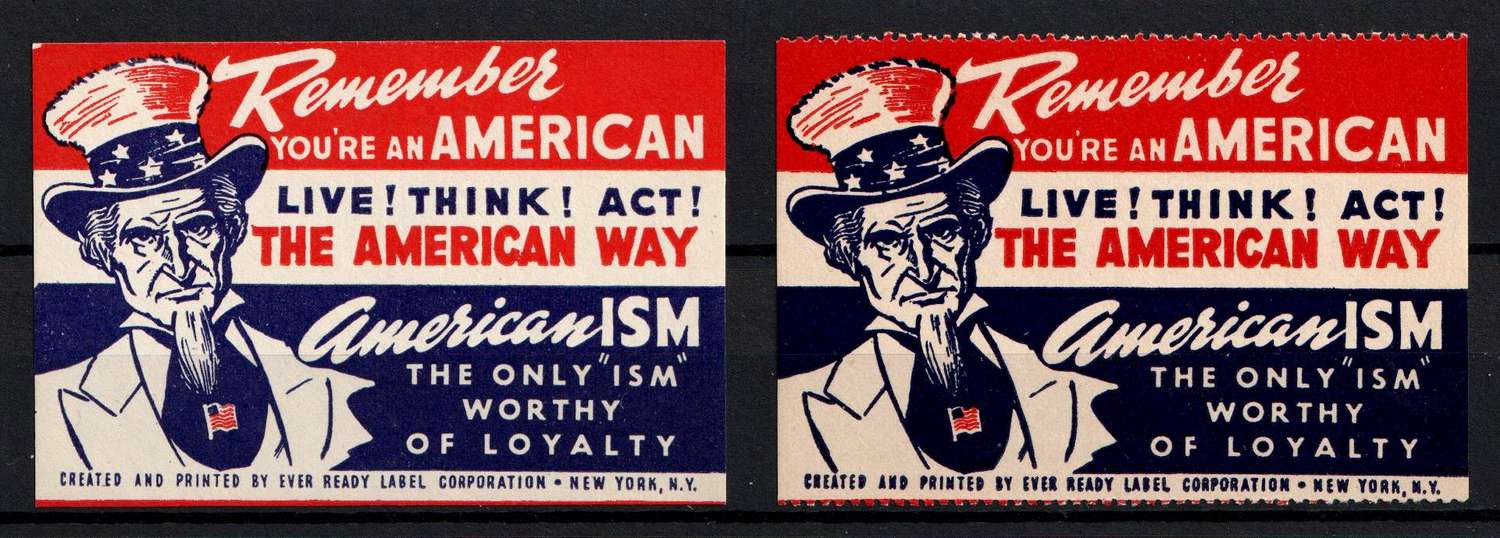 Remember
YOU'RE AN AMERICAN
LIVE! THINK! ACT!
THE AMERICAN WAY
AmericanISM
THE ONLY "ISM"
WORTHY
OF LOYALTY
CREATED AND PRINTED BY EVER READY LABEL CORPORATION • NEW YORK, N.Y.
Remember
YOU'RE AN AMERICAN
LIVE! THINK! ACT!
THE AMERICAN WAY
AmericanISM
THE ONLY "ISM"
WORTHY
OF LOYALTY
CREATED AND PRINTED BY EVER READY LABEL CORPORATION • NEW YORK, N.Y.